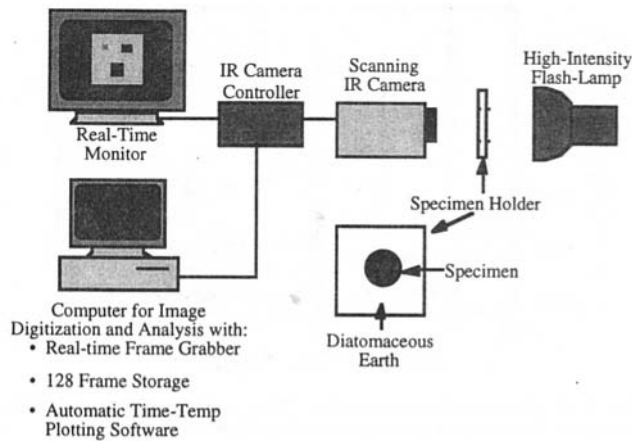 High-Intensity
Flash-Lamp
Scanning
IR Camera
IR Camera
Controller
Real-Time
Monitor
Specimen Holder
Specimen
Diatomaceous
Earth
Computer for Image
Digitization and Analysis with:
• Real-time Frame Grabber
• 128 Frame Storage
• Automatic Time-Temp
Plotting Software